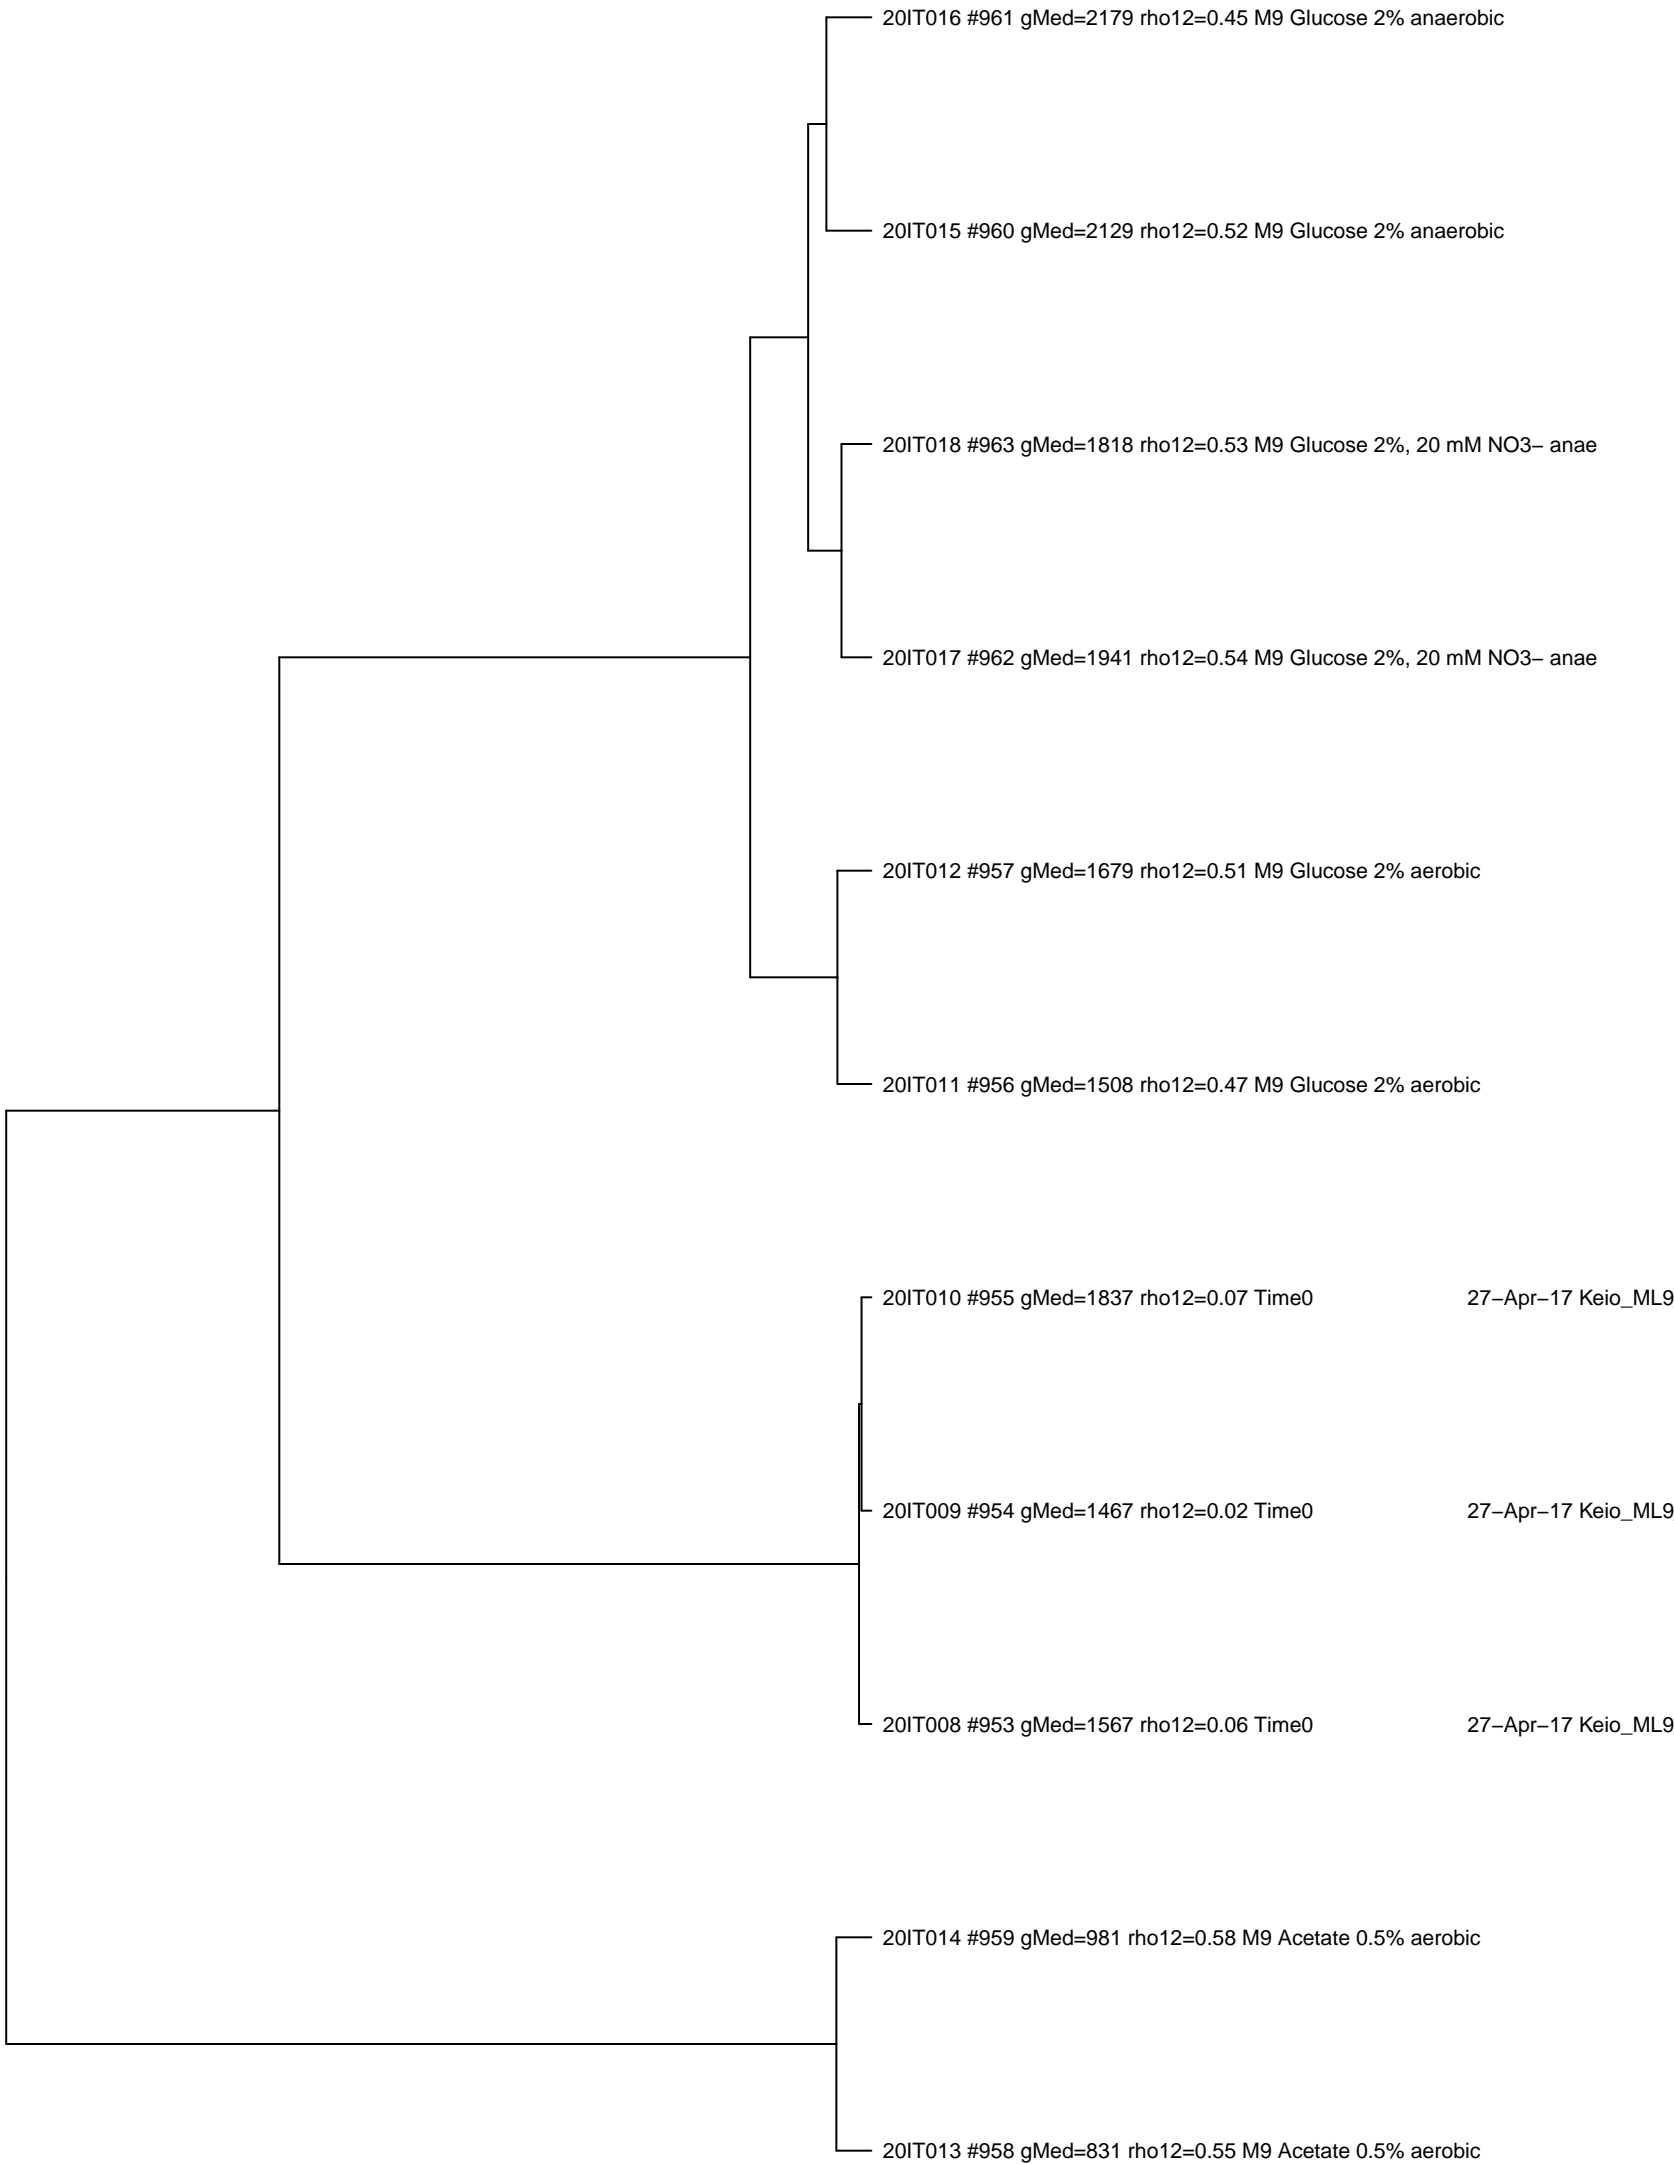 20IT016 #961 gMed=2179 rho12=0.45 M9 Glucose 2% anaerobic
20IT015 #960 gMed=2129 rho12=0.52 M9 Glucose 2% anaerobic
20IT018 #963 gMed=1818 rho12=0.53 M9 Glucose 2%, 20 mM NO3− anae
20IT017 #962 gMed=1941 rho12=0.54 M9 Glucose 2%, 20 mM NO3− anae
20IT012 #957 gMed=1679 rho12=0.51 M9 Glucose 2% aerobic
20IT011 #956 gMed=1508 rho12=0.47 M9 Glucose 2% aerobic
20IT010 #955 gMed=1837 rho12=0.07 Time0 27−Apr−17 Keio_ML9
20IT009 #954 gMed=1467 rho12=0.02 Time0 27−Apr−17 Keio_ML9
20IT008 #953 gMed=1567 rho12=0.06 Time0 27−Apr−17 Keio_ML9
20IT014 #959 gMed=981 rho12=0.58 M9 Acetate 0.5% aerobic
20IT013 #958 gMed=831 rho12=0.55 M9 Acetate 0.5% aerobic